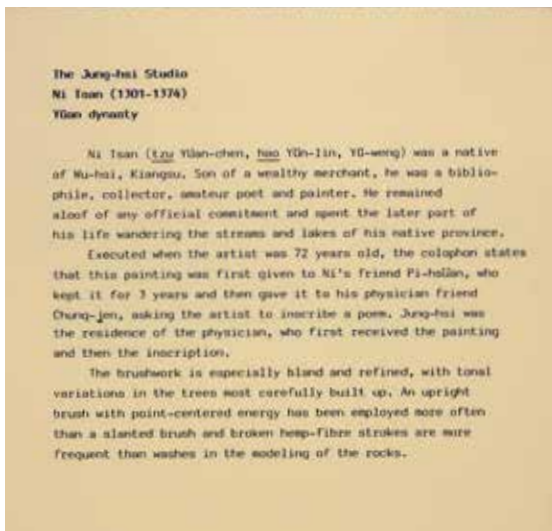 The Jung-hsi Studio
Ni Tsan (1301-1374)
Yüan dynasty
Ni Tsan (tzu Yüan-chen, hao Yün-lin, Yü-weng) was a native
of Wu-hsi, Kiangsu. Son of a wealthy merchant, he was a biblio-
phile, collector, amateur poet and painter. He remained
aloof of any official commitment and spent the later part of
his life wandering the streams and lakes of his native province.
Executed when the artist was 72 years old, the colophon states
that this painting was first given to Ni's friend Pi-hsüan, who
kept it for 3 years and then gave it to his physician friend
Chung-jen, asking the artist to inscribe a poem. Jung-hsi was
the residence of the physician, who first received the painting
and then the inscription.
The brushwork is especially bland and refined, with tonal
variations in the trees most carefully built up. An upright
brush with point-centered energy has been employed more often
than a slanted brush and broken hemp-fibre strokes are more
frequent than washes in the modeling of the rocks.